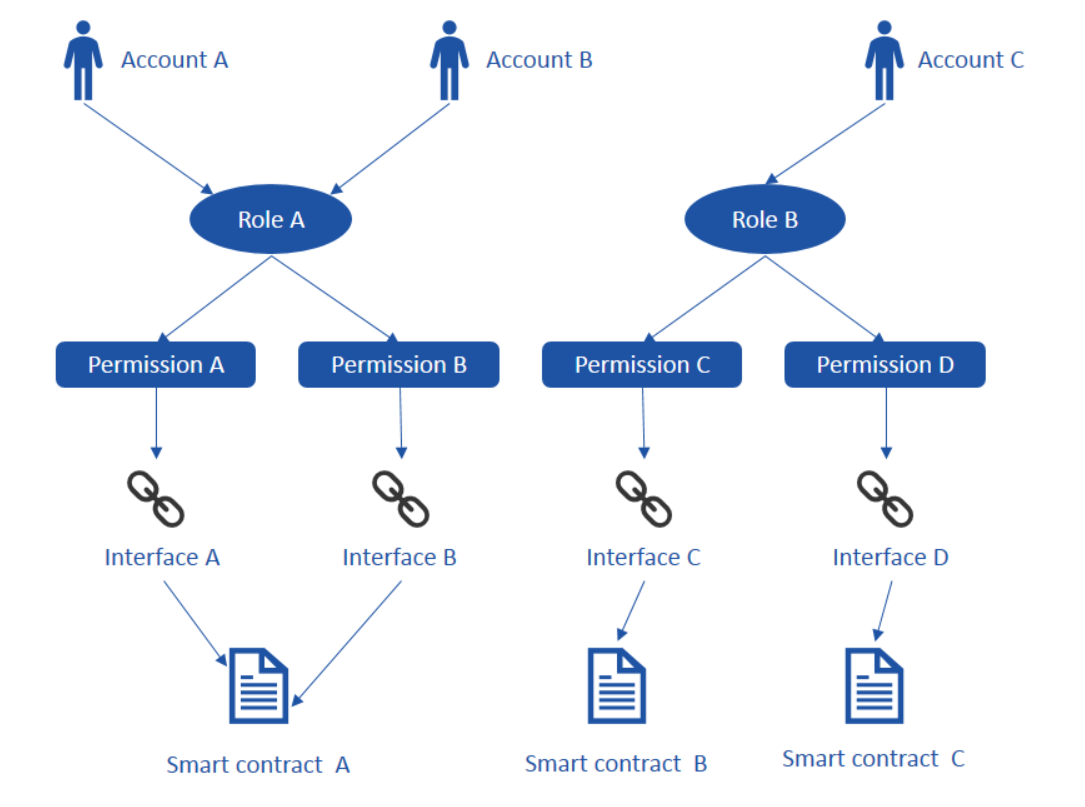 Account A
Account B
Account C
Role A
Role B
Permission A
Permission B
Permission C
Permission D
Interface A
Interface B
Interface C
Interface D
Smart contract A
Smart contract B
Smart contract C